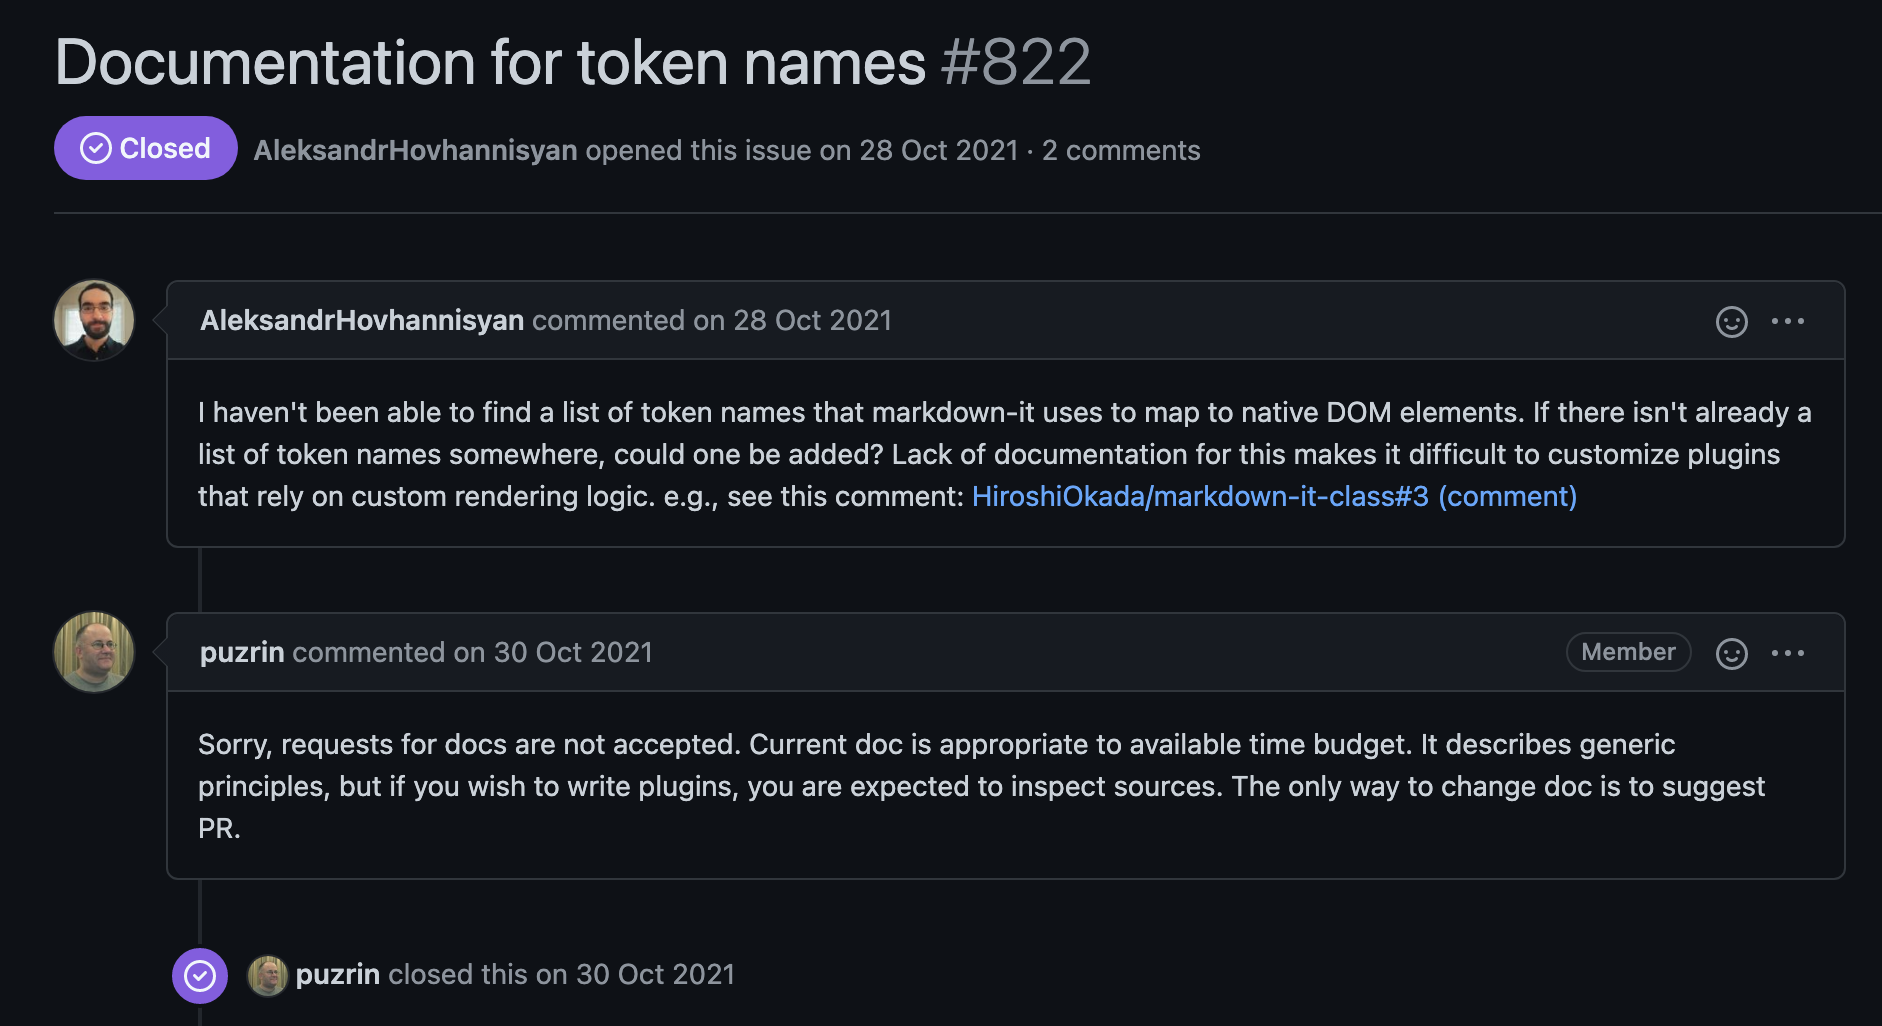 Documentation for token names #822
Closed AleksandrHovhannisyan opened this issue on 28 Oct 2021 · 2 comments
AleksandrHovhannisyan commented on 28 Oct 2021
I haven't been able to find a list of token names that markdown-it uses to map to native DOM elements. If there isn't already a
list of token names somewhere, could one be added? Lack of documentation for this makes it difficult to customize plugins
that rely on custom rendering logic. e.g., see this comment: HiroshiOkada/markdown-it-class#3 (comment)
puzrin commented on 30 Oct 2021 Member
Sorry, requests for docs are not accepted. Current doc is appropriate to available time budget. It describes generic
principles, but if you wish to write plugins, you are expected to inspect sources. The only way to change doc is to suggest
PR.
puzrin closed this on 30 Oct 2021